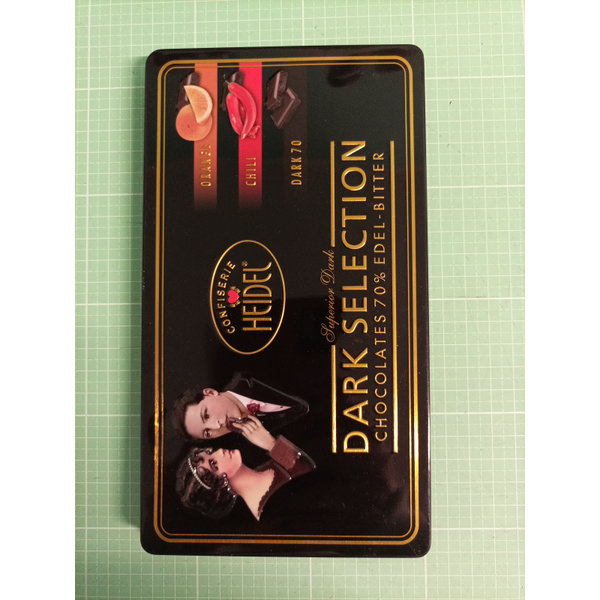 CONFISERIE
HEIDEL®
Superior Dark
DARK SELECTION
CHOCOLATES 70% EDEL-BITTER
ORANGE
CHILI
DARK 70